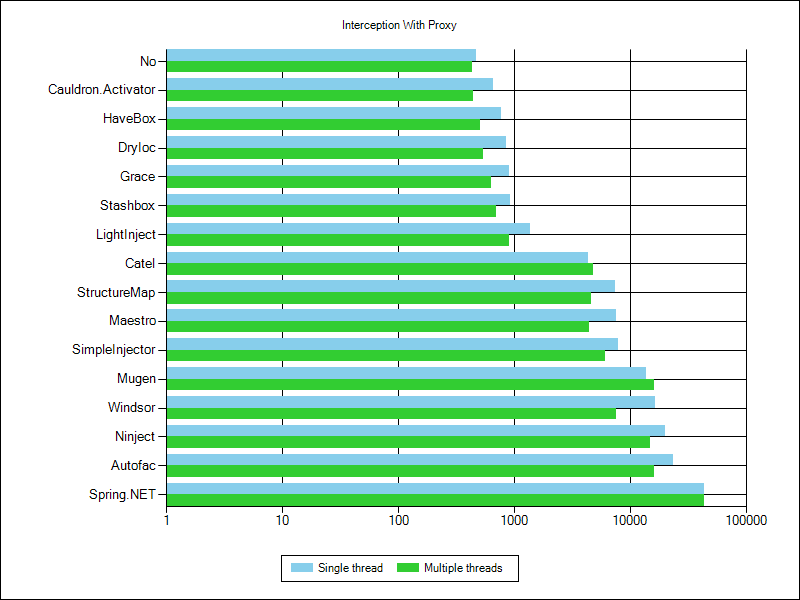 Interception With Proxy
No
Cauldron.Activator
HaveBox
DryIoc
Grace
Stashbox
LightInject
Catel
StructureMap
Maestro
SimpleInjector
Mugen
Windsor
Ninject
Autofac
Spring.NET
1 10 100 1000 10000 100000
Single thread Multiple threads